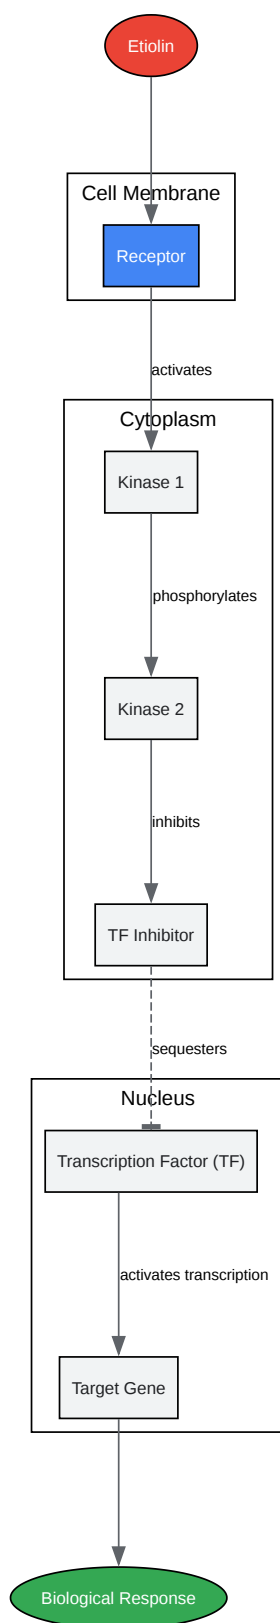 Etiolin
Cell Membrane
Receptor
activates
Cytoplasm
Kinase 1
phosphorylates
Kinase 2
inhibits
TF Inhibitor
sequesters
Nucleus
Transcription Factor (TF)
activates transcription
Target Gene
Biological Response